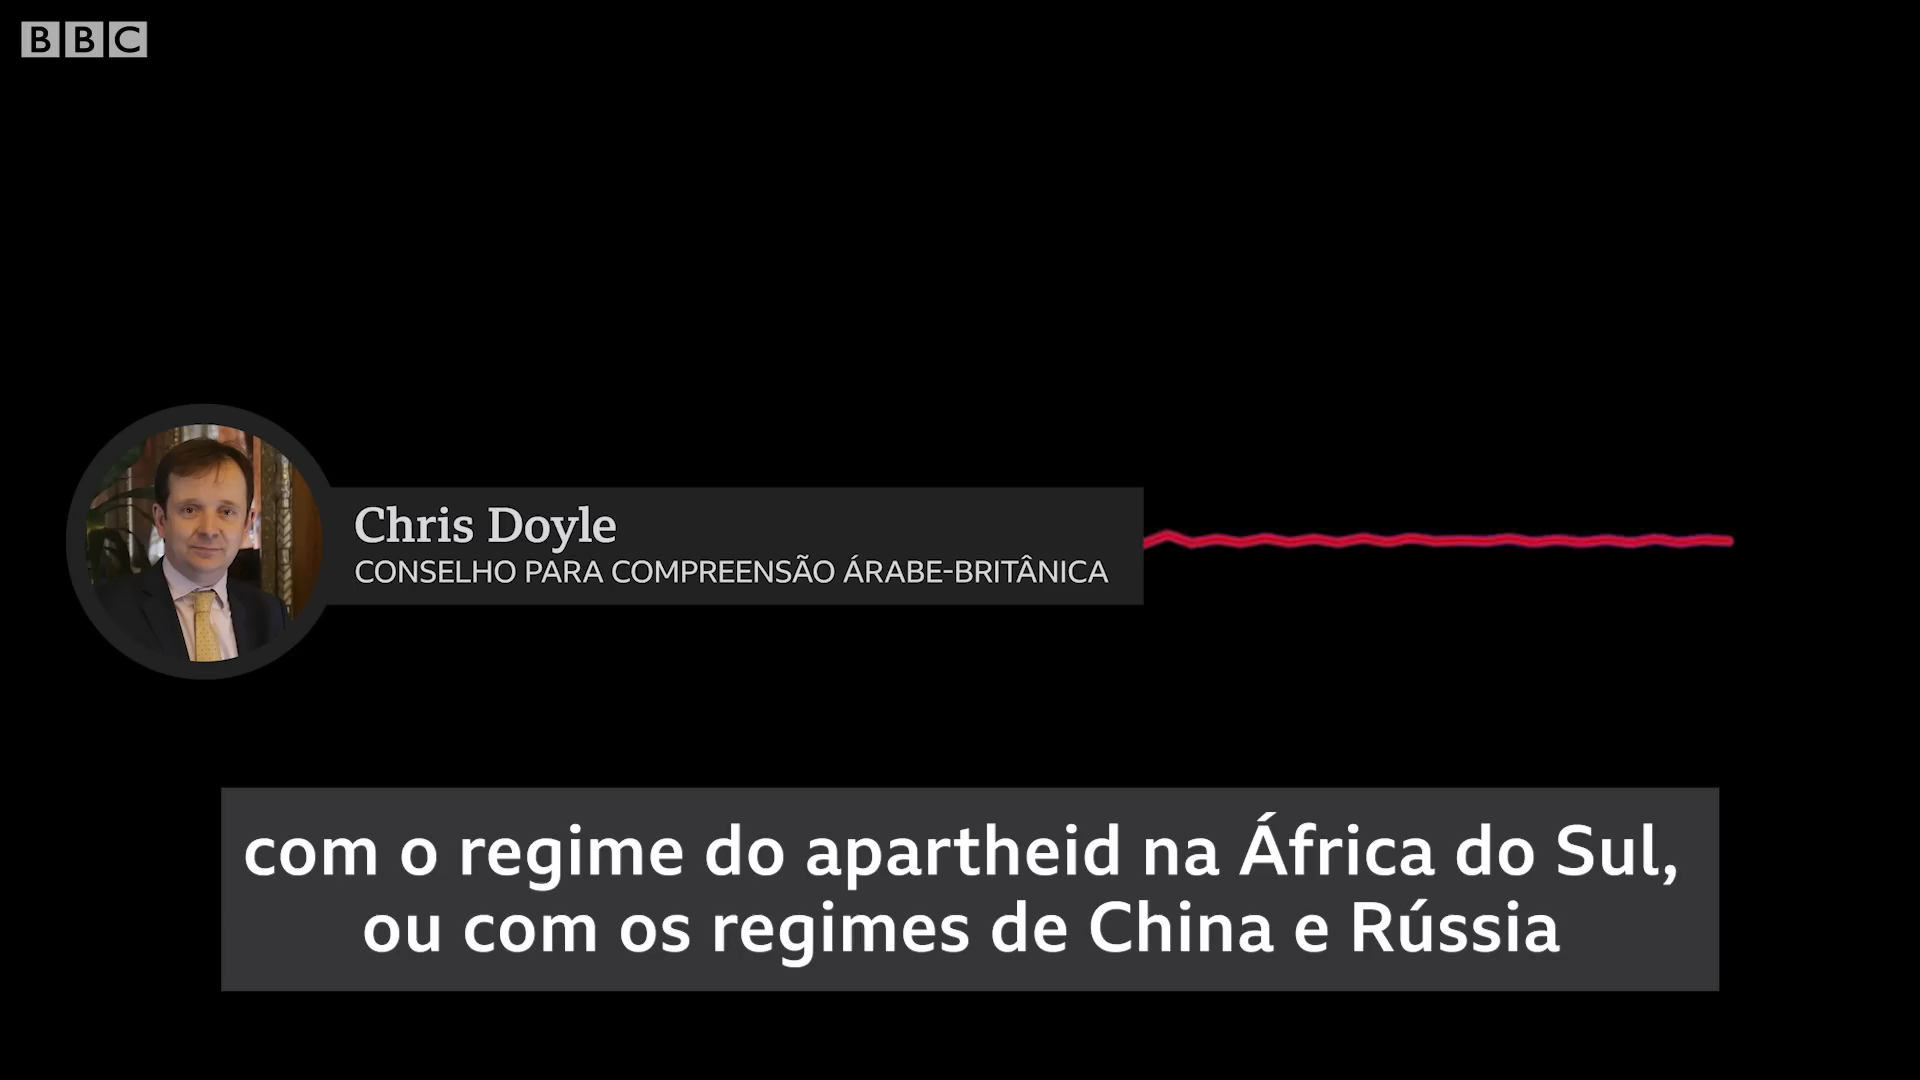 BBC
Chris Doyle
CONSELHO PARA COMPREENSÃO ÁRABE-BRITÂNICA
com o regime do apartheid na África do Sul,
ou com os regimes de China e Rússia